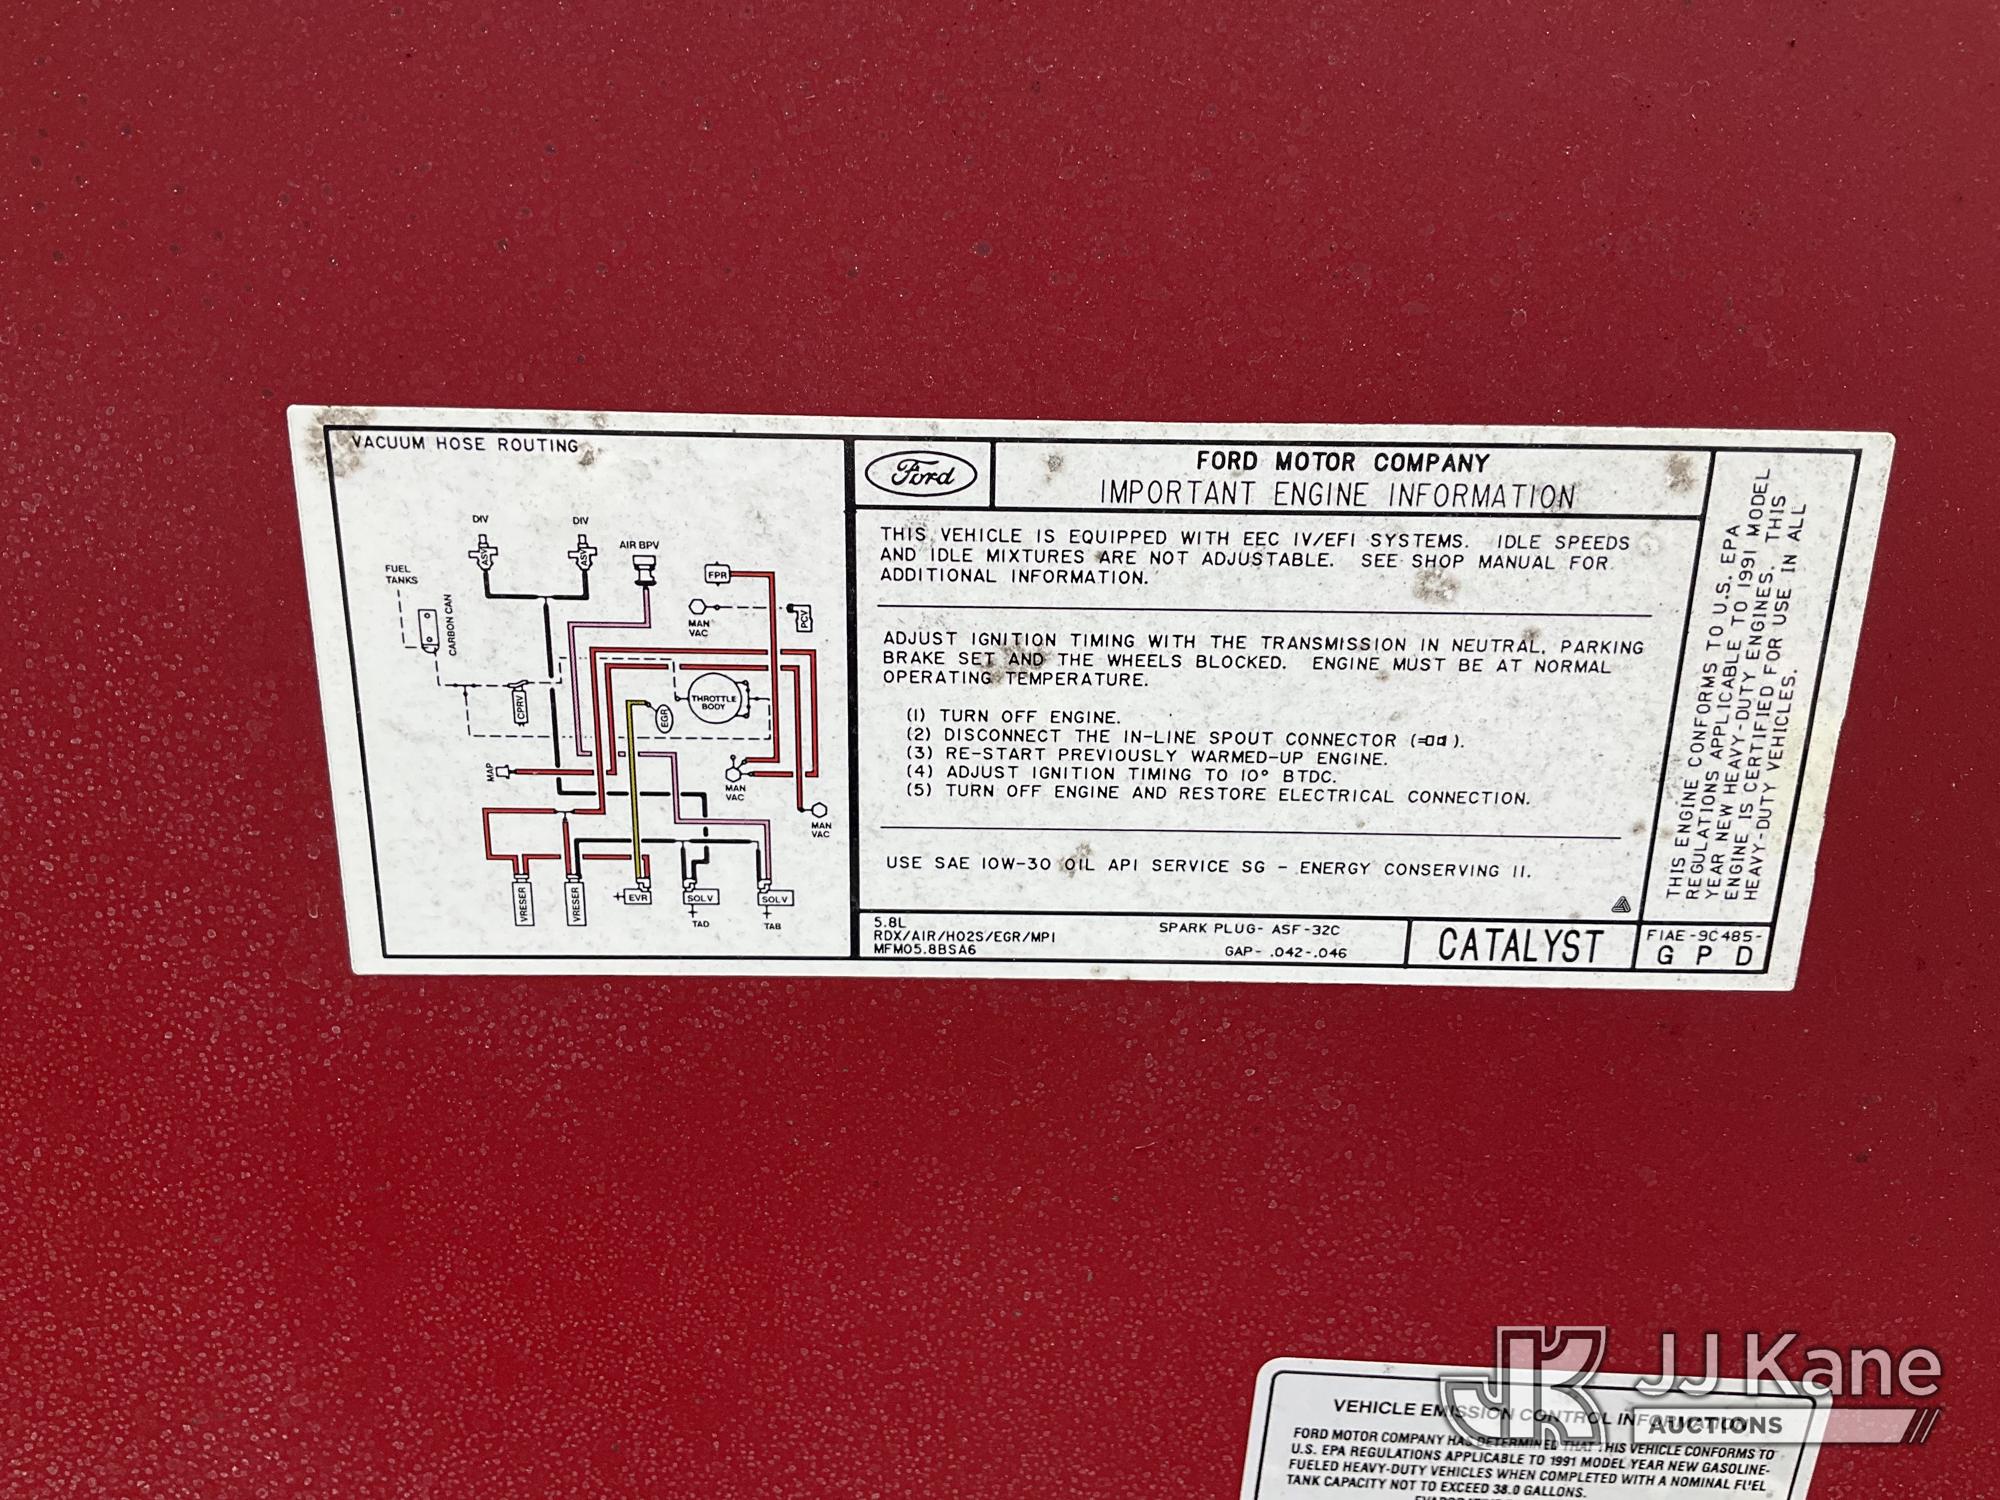 VACUUM HOSE ROUTING
DIV
DIV
ASV
ASV
AIR BPV
FUEL
TANKS
CARBON CAN
FPR
MAN
VAC
PCV
CPRV
THROTTLE
BODY
EGR
MAP
MAN
VAC
MAN
VAC
VRESER
VRESER
EVR
SOLV
SOLV
TAD
TAB
Ford
FORD MOTOR COMPANY
IMPORTANT ENGINE INFORMATION
THIS VEHICLE IS EQUIPPED WITH EEC IV/EFI SYSTEMS. IDLE SPEEDS
AND IDLE MIXTURES ARE NOT ADJUSTABLE. SEE SHOP MANUAL FOR
ADDITIONAL INFORMATION.
ADJUST IGNITION TIMING WITH THE TRANSMISSION IN NEUTRAL, PARKING
BRAKE SET AND THE WHEELS BLOCKED. ENGINE MUST BE AT NORMAL
OPERATING TEMPERATURE.
(1) TURN OFF ENGINE.
(2) DISCONNECT THE IN-LINE SPOUT CONNECTOR ( ).
(3) RE-START PREVIOUSLY WARMED-UP ENGINE.
(4) ADJUST IGNITION TIMING TO 10° BTDC.
(5) TURN OFF ENGINE AND RESTORE ELECTRICAL CONNECTION.
USE SAE 10W-30 OIL API SERVICE SG - ENERGY CONSERVING II.
5.8L
RDX/AIR/HO2S/EGR/MPI
MFM05.8BSA6
SPARK PLUG- ASF-32C
GAP- .042-.046
CATALYST
THIS ENGINE CONFORMS TO U.S. EPA
REGULATIONS APPLICABLE TO 1991 MODEL
YEAR NEW HEAVY-DUTY ENGINES. THIS
ENGINE IS CERTIFIED FOR USE IN ALL
HEAVY-DUTY VEHICLES.
F1AE-9C485-
G P D
VEHICLE EMISSION CONTROL INFORMATION
FORD MOTOR COMPANY HAS DETERMINED THAT THIS VEHICLE CONFORMS TO
U.S. EPA REGULATIONS APPLICABLE TO 1991 MODEL YEAR NEW GASOLINE-
FUELED HEAVY-DUTY VEHICLES WHEN COMPLETED WITH A NOMINAL FUEL
TANK CAPACITY NOT TO EXCEED 38.0 GALLONS.
JK
JJ Kane
AUCTIONS